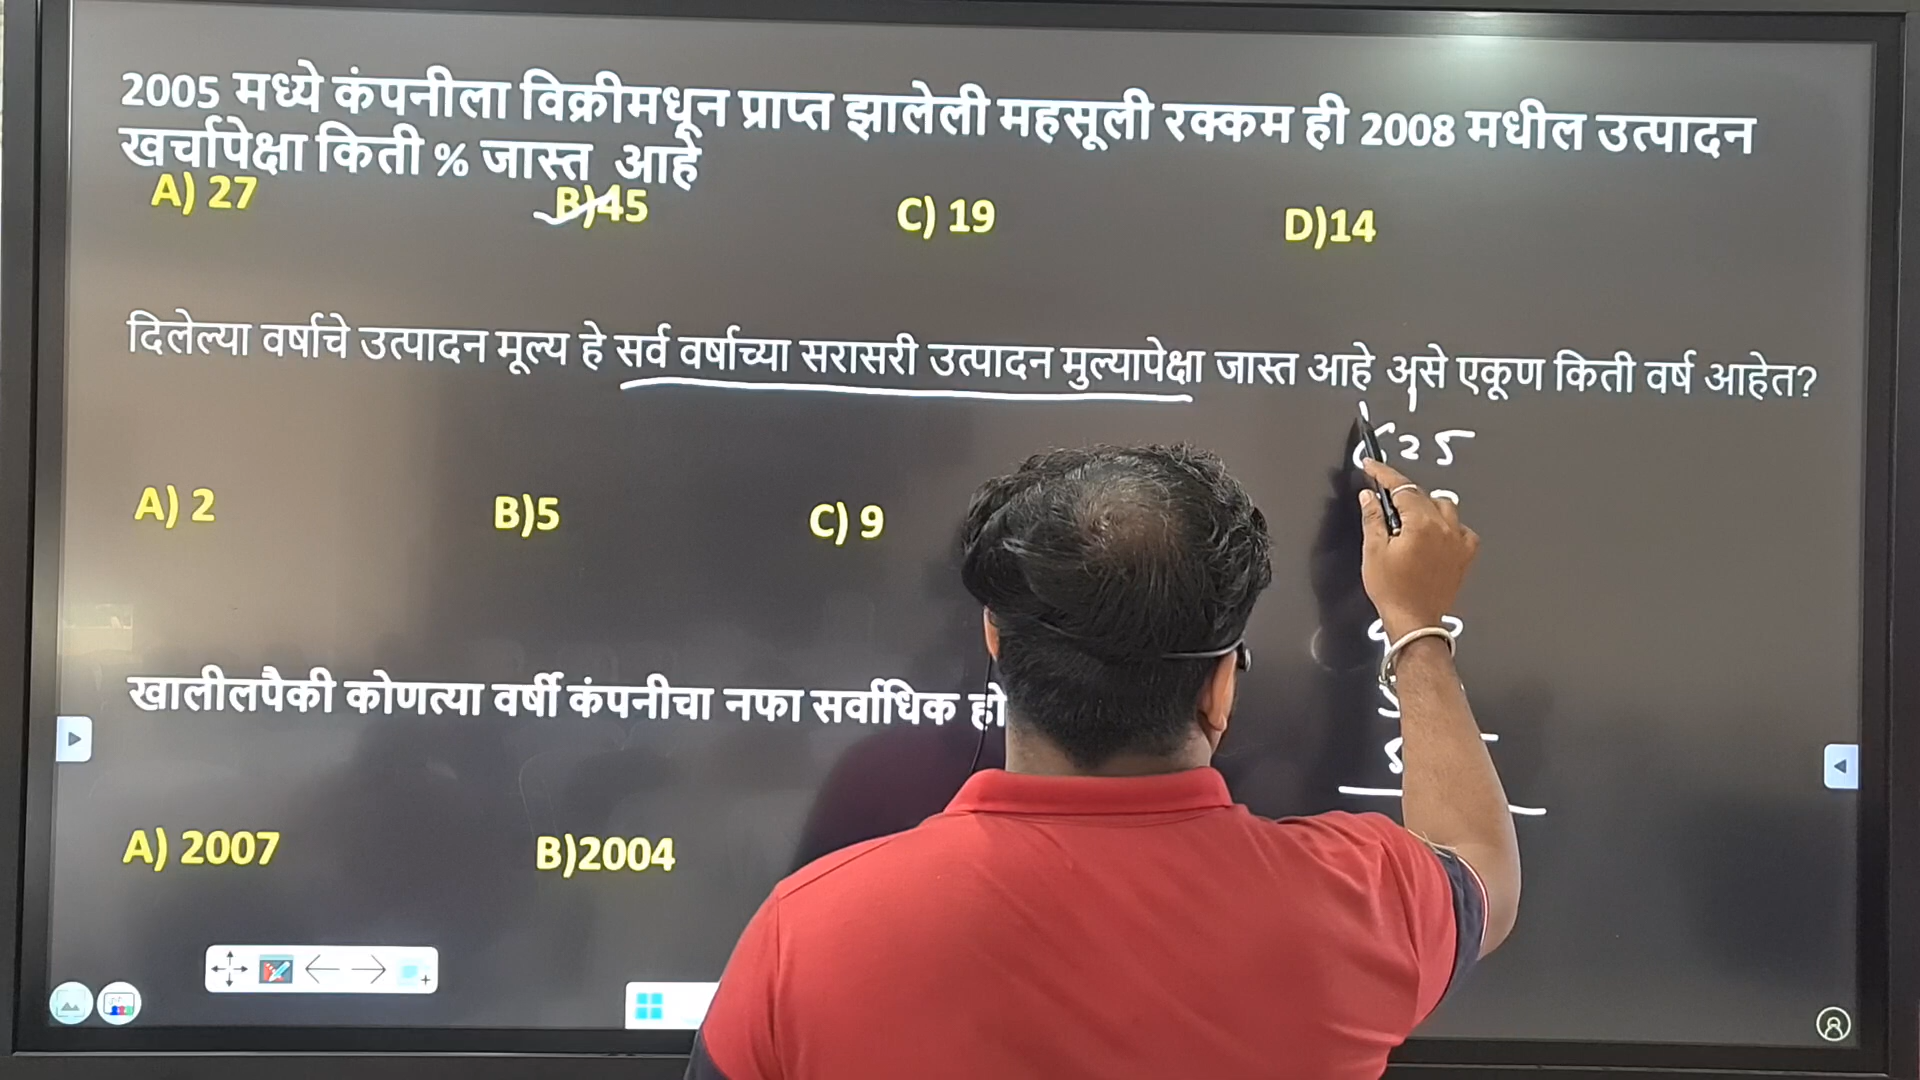 2005 मध्ये कंपनीला विक्रीमधून प्राप्त झालेली महसूली रक्कम ही 2008 मधील उत्पादन
खर्चापेक्षा किती % जास्त आहे
A) 27 B)45 C) 19 D)14
दिलेल्या वर्षाचे उत्पादन मूल्य हे सर्व वर्षाच्या सरासरी उत्पादन मुल्यापेक्षा जास्त आहे असे एकूण किती वर्ष आहेत?
25
A) 2 B)5 C) 9
खालीलपैकी कोणत्या वर्षी कंपनीचा नफा सर्वाधिक
A) 2007 B)2004